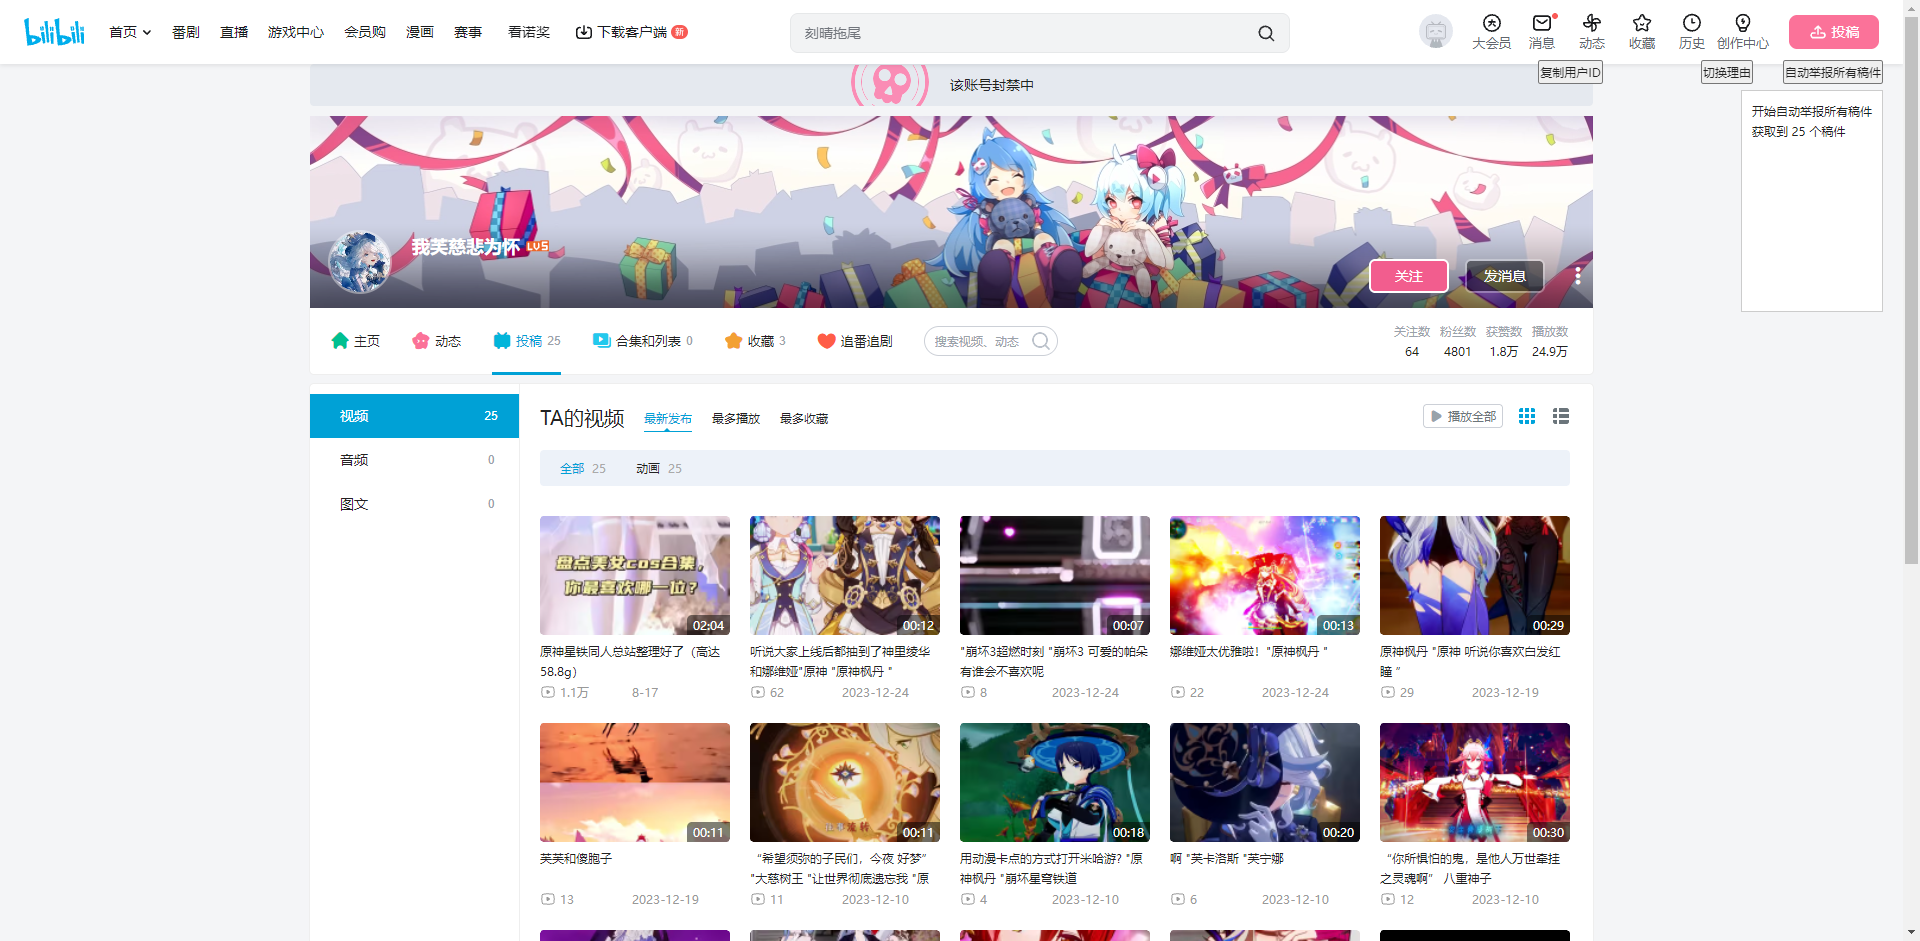 bilibili
首页
番剧
直播
游戏中心
会员购
漫画
赛事
看诺奖
下载客户端
新
刻晴拖尾
大会员
消息
动态
收藏
历史
创作中心
投稿
复制用户ID
切换理由
自动举报所有稿件
该账号封禁中
开始自动举报所有稿件
获取到 25 个稿件
我芙慈悲为怀 LV5
关注
发消息
主页
动态
投稿 25
合集和列表 0
收藏 3
追番追剧
搜索视频、动态
关注数 粉丝数 获赞数 播放数
64 4801 1.8万 24.9万
视频 25
音频 0
图文 0
TA的视频
最新发布
最多播放
最多收藏
播放全部
全部 25
动画 25
盘点美女cos合集,
你最喜欢哪一位?
02:04
00:12
00:07
00:13
00:29
原神星铁同人总站整理好了（高达
58.8g）
1.1万 8-17
听说大家上线后都抽到了神里绫华
和娜维娅"原神 "原神枫丹 "
62 2023-12-24
"崩坏3超燃时刻 "崩坏3 可爱的帕朵
有谁会不喜欢呢
8 2023-12-24
娜维娅太优雅啦！"原神枫丹 "
22 2023-12-24
原神枫丹 "原神 听说你喜欢白发红
瞳 "
29 2023-12-19
00:11
00:11
00:18
00:20
00:30
芙芙和傻胞子
13 2023-12-19
“希望须弥的子民们，今夜 好梦”
"大慈树王 "让世界彻底遗忘我 "原
11 2023-12-10
用动漫卡点的方式打开米哈游? "原
神枫丹 "崩坏星穹铁道
4 2023-12-10
啊 "芙卡洛斯 "芙宁娜
6 2023-12-10
“你所惧怕的鬼，是他人万世牵挂
之灵魂啊” 八重神子
12 2023-12-10